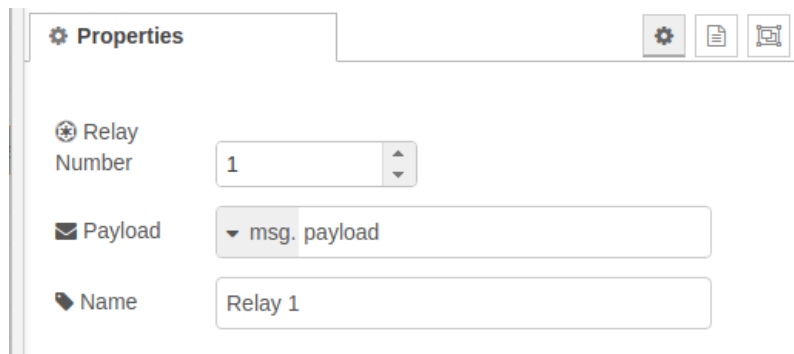 Properties
Relay
Number
1
Payload
msg. payload
Name
Relay 1